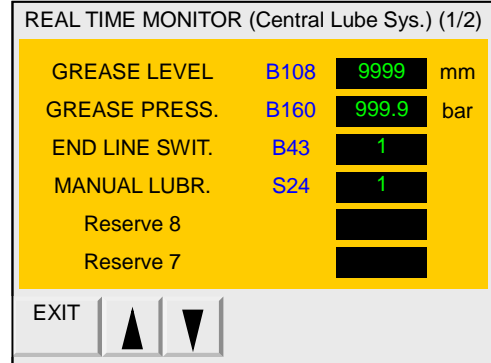 REAL TIME MONITOR (Central Lube Sys.) (1/2)
GREASE LEVEL B108 9999 mm
GREASE PRESS. B160 999.9 bar
END LINE SWIT. B43 1
MANUAL LUBR. S24 1
Reserve 8
Reserve 7
EXIT